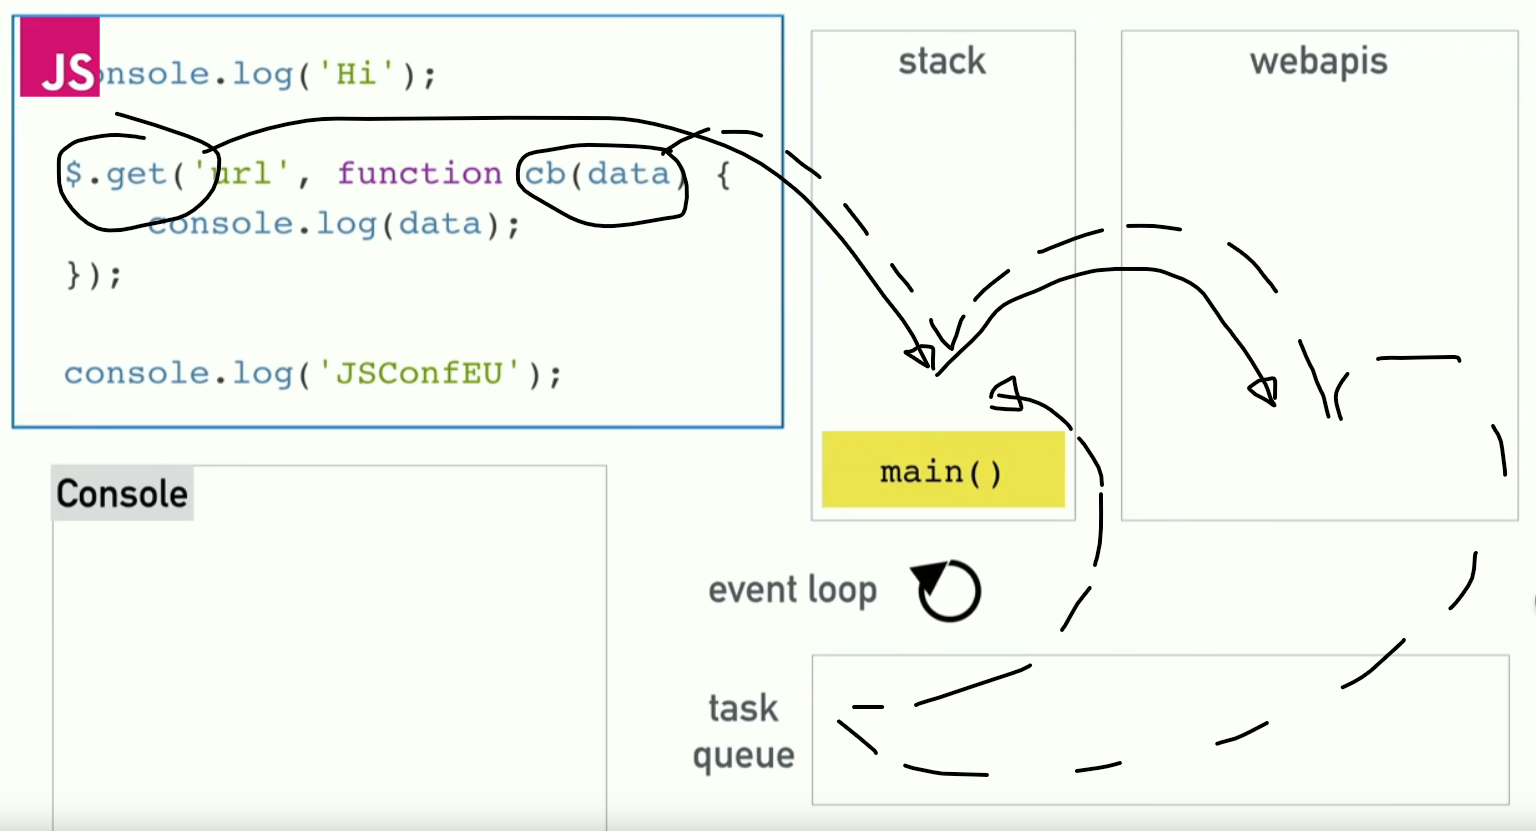 JS
onsole.log('Hi');
$.get('url', function cb(data) {
console.log(data);
});
console.log('JSConfEU');
Console
stack
webapis
main()
event loop
task
queue